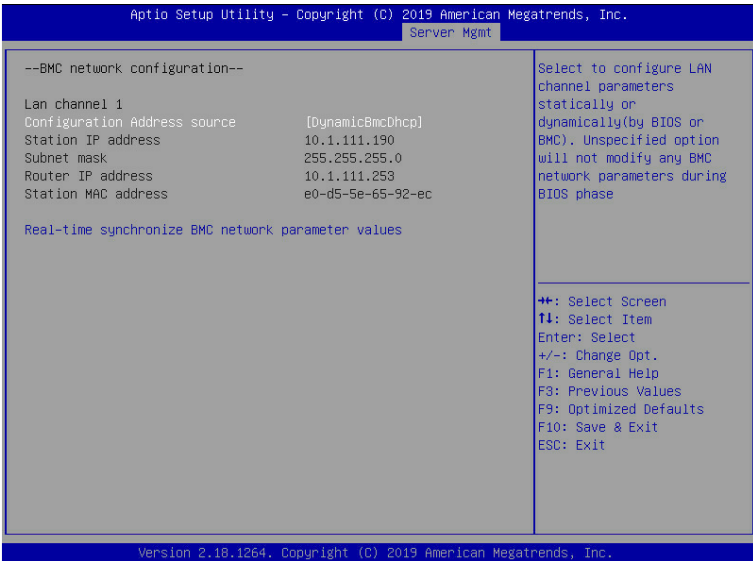 Aptio Setup Utility – Copyright (C) 2019 American Megatrends, Inc.
Server Mgmt
--BMC network configuration--
Lan channel 1
Configuration Address source [DynamicBmcDhcp]
Station IP address 10.1.111.190
Subnet mask 255.255.255.0
Router IP address 10.1.111.253
Station MAC address e0-d5-5e-65-92-ec
Real-time synchronize BMC network parameter values
Select to configure LAN
channel parameters
statically or
dynamically(by BIOS or
BMC). Unspecified option
will not modify any BMC
network parameters during
BIOS phase
→←: Select Screen
↑↓: Select Item
Enter: Select
+/-: Change Opt.
F1: General Help
F3: Previous Values
F9: Optimized Defaults
F10: Save & Exit
ESC: Exit
Version 2.18.1264. Copyright (C) 2019 American Megatrends, Inc.